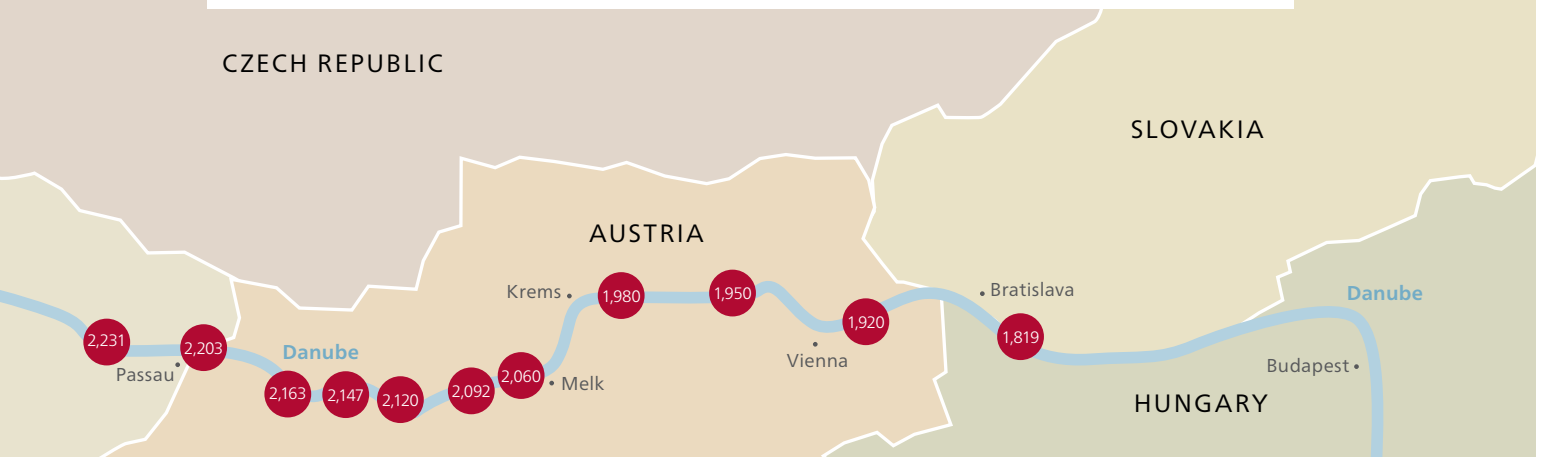 CZECH REPUBLIC
SLOVAKIA
AUSTRIA
Krems
1,980
1,950
Bratislava
Danube
1,920
1,819
2,231
2,203
Danube
Passau
Vienna
Budapest
2,163
2,147
2,120
2,092
2,060
Melk
HUNGARY